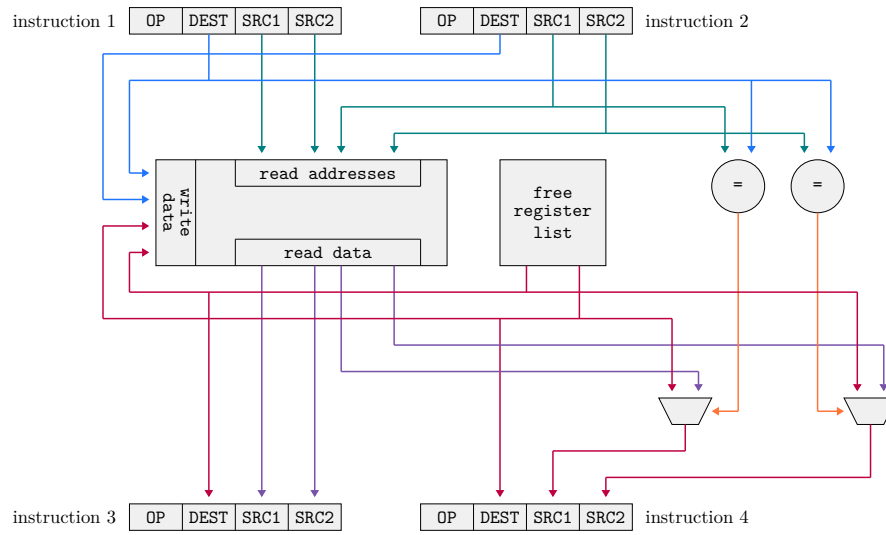 instruction 1 OP DEST SRC1 SRC2
OP DEST SRC1 SRC2 instruction 2
read addresses
write
data
read data
free
register
list
=
=
instruction 3 OP DEST SRC1 SRC2
OP DEST SRC1 SRC2 instruction 4